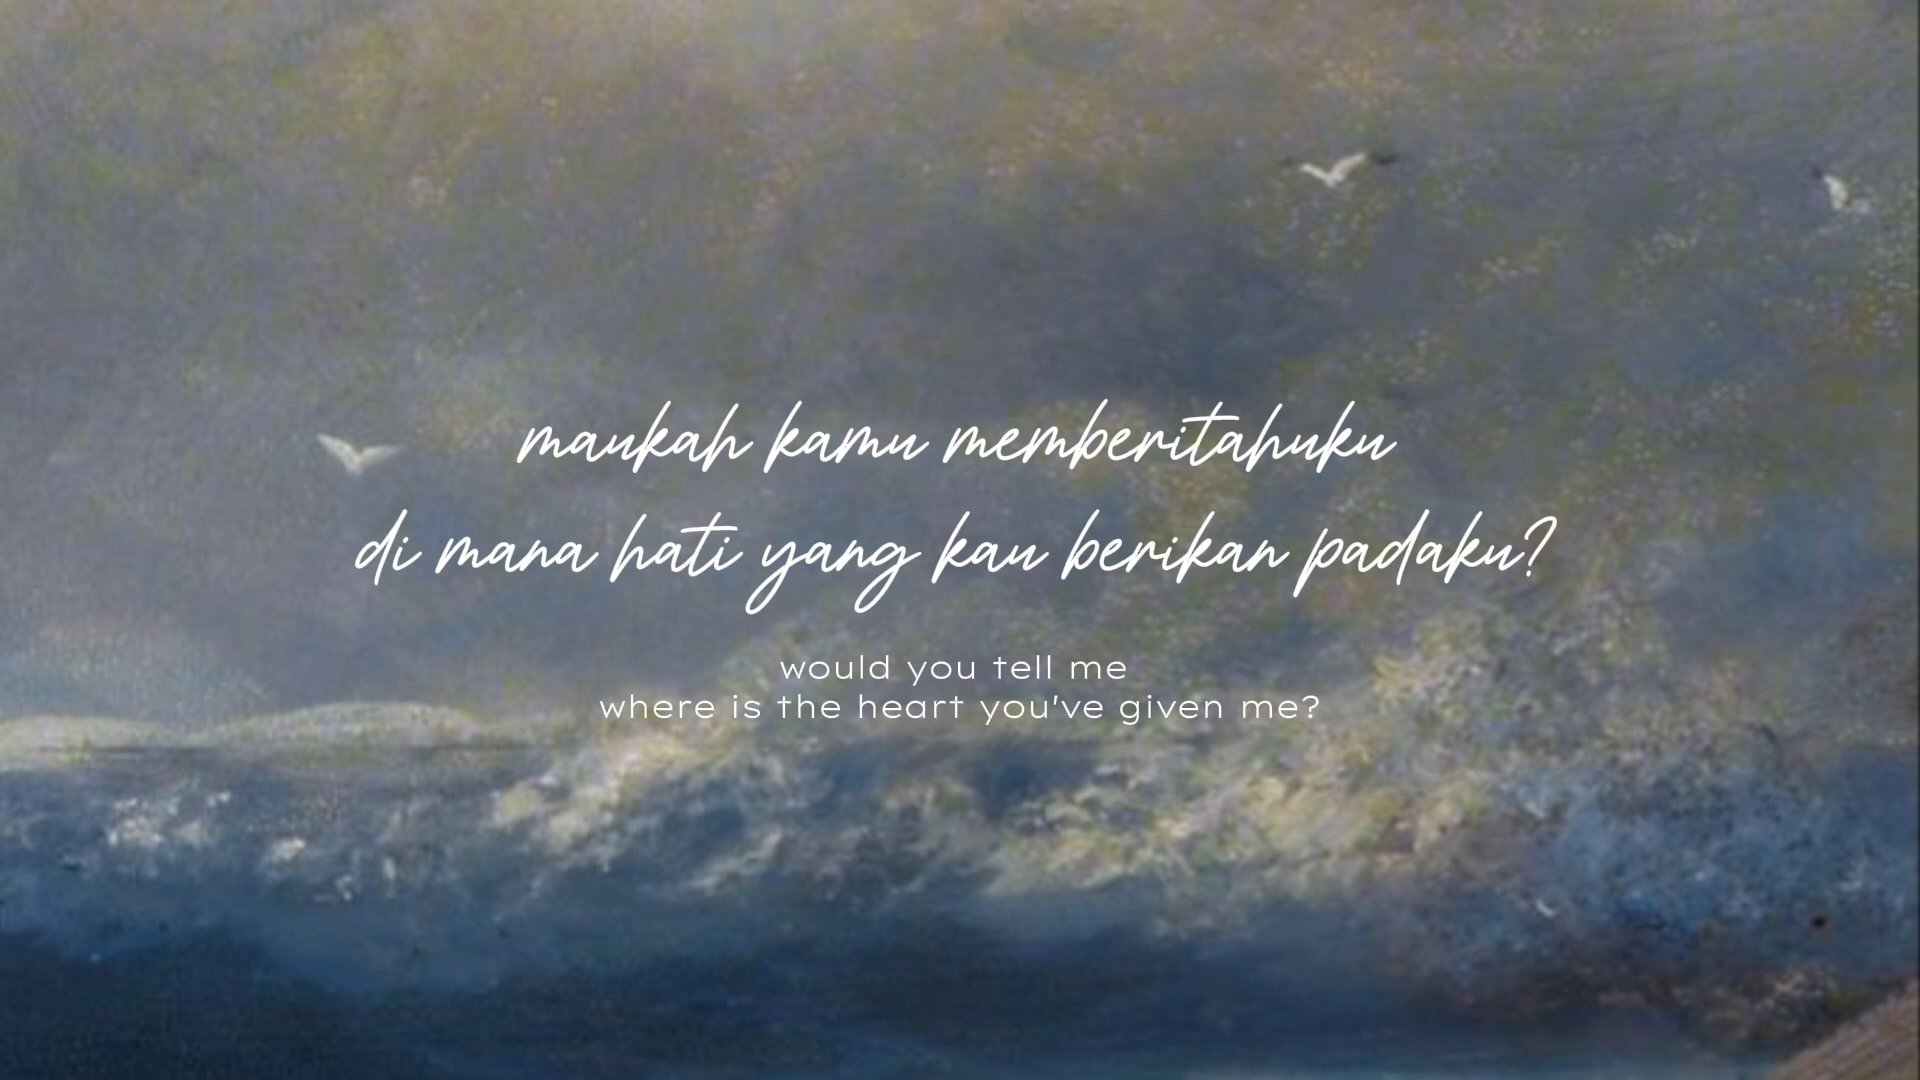 maukah kamu memberitahuku
di mana hati yang kau berikan padaku?
would you tell me
where is the heart you've given me?